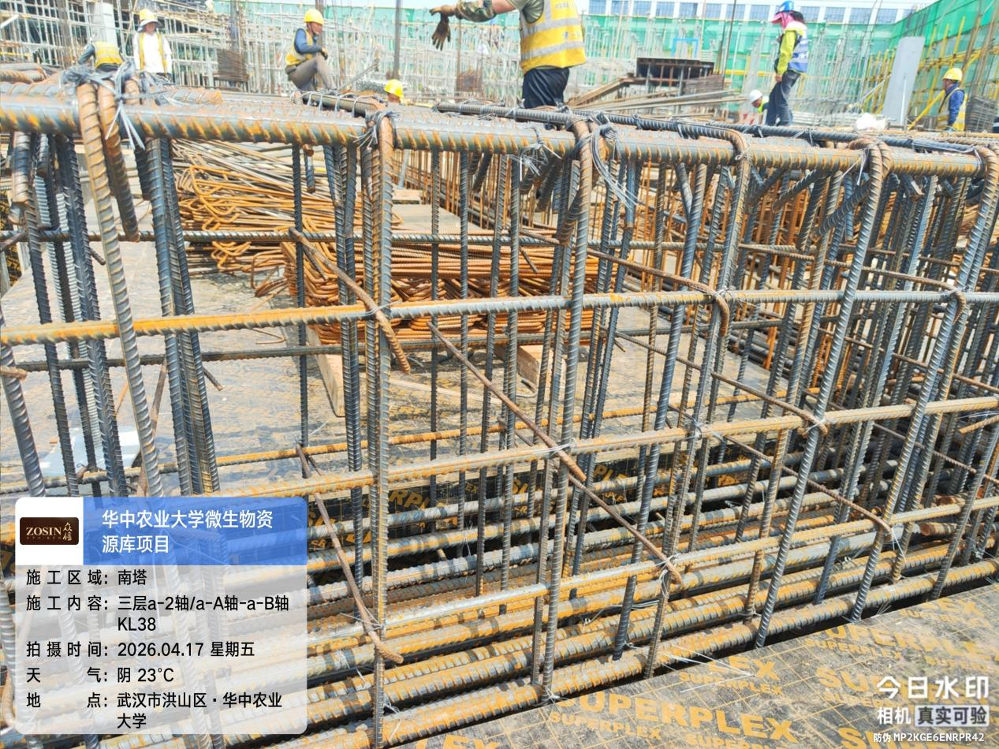 ZOSIN
华中农业大学微生物资
源库项目
施工区域：南塔
施工内容：三层a-2轴/a-A轴-a-B轴
KL38
拍摄时间：2026.04.17 星期五
天气：阴 23℃
地点：武汉市洪山区·华中农业
大学
SUPERPLEX
SUPERPLEX
SUPERPLEX
SUPERPLEX
今日水印
相机 真实可验
防伪 MP2KGE6ENRPR42